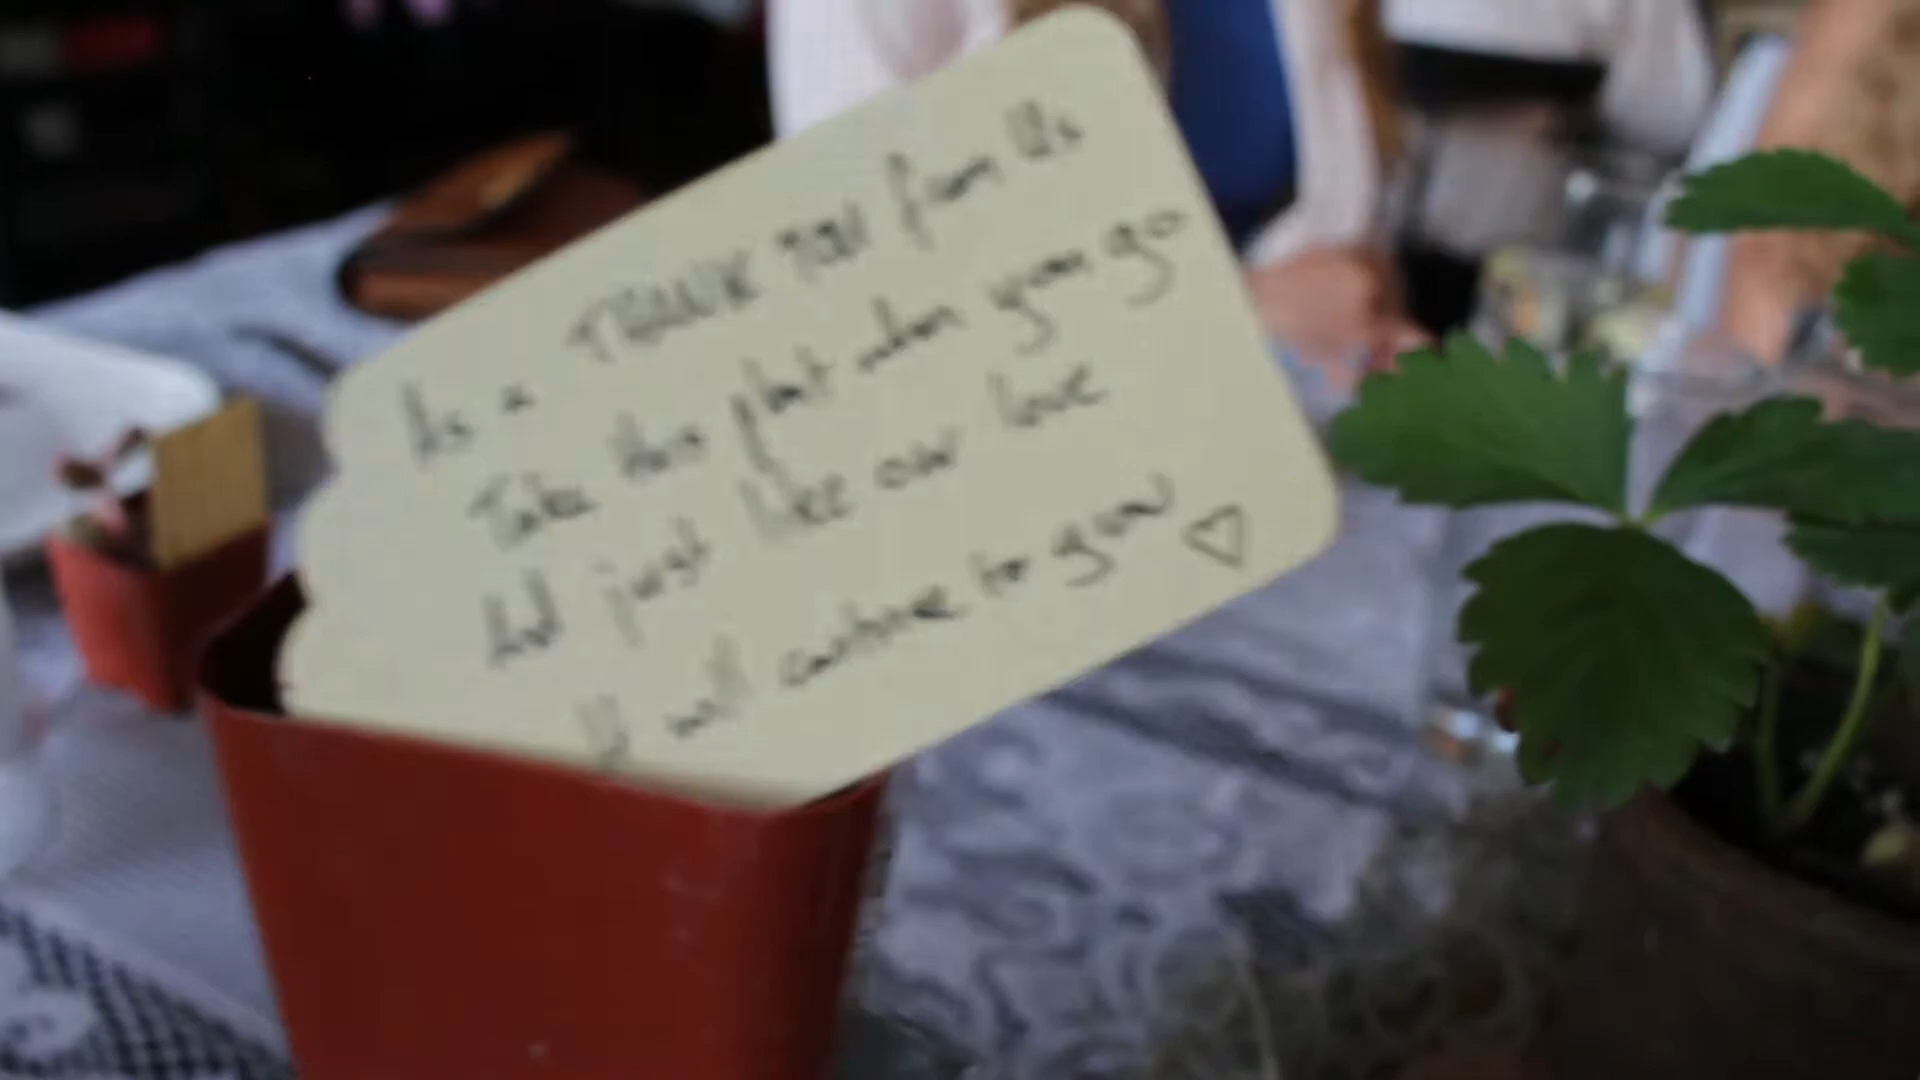 As a THANK YOU from Us
Take this plant when you go
And just like our love
It will continue to grow